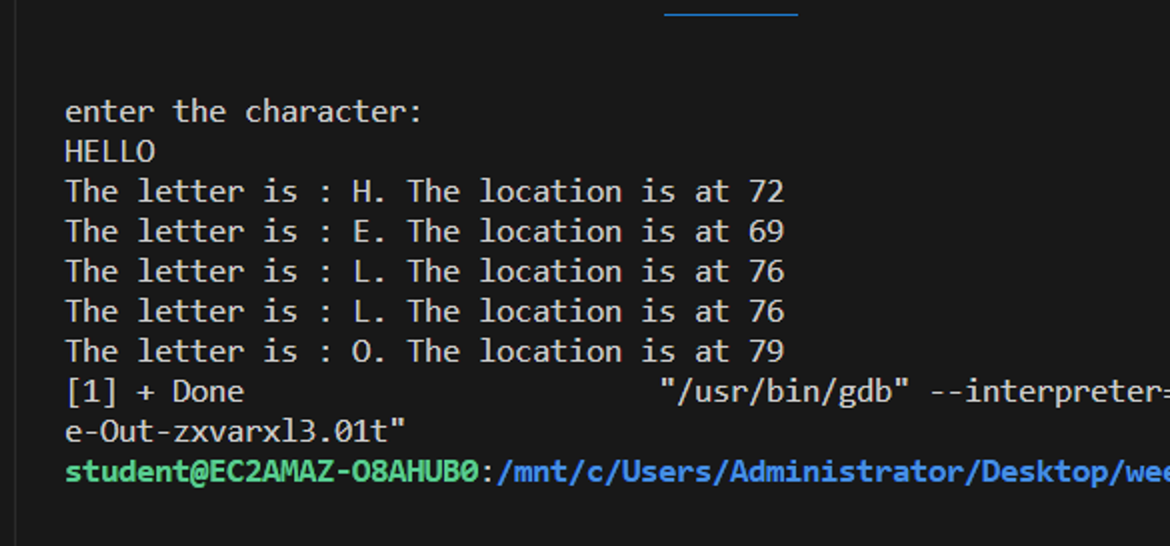 enter the character:
HELLO
The letter is : H. The location is at 72
The letter is : E. The location is at 69
The letter is : L. The location is at 76
The letter is : L. The location is at 76
The letter is : O. The location is at 79
[1] + Done                       "/usr/bin/gdb" --interpreter=
e-Out-zxvarxl3.01t"
student@EC2AMAZ-O8AHUB0:/mnt/c/Users/Administrator/Desktop/wee